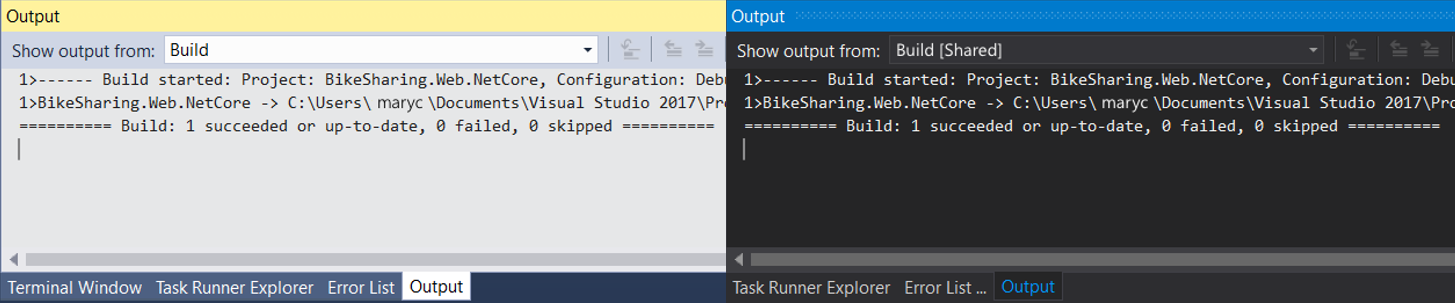 Output
Show output from: Build
1>------ Build started: Project: BikeSharing.Web.NetCore, Configuration: Debu
1>BikeSharing.Web.NetCore -> C:\Users\ maryc \Documents\Visual Studio 2017\Pro
========== Build: 1 succeeded or up-to-date, 0 failed, 0 skipped ==========
Terminal Window Task Runner Explorer Error List Output
Output
Show output from: Build [Shared]
1>------ Build started: Project: BikeSharing.Web.NetCore, Configuration: Deb
1>BikeSharing.Web.NetCore -> C:\Users\ maryc \Documents\Visual Studio 2017\Pr
========== Build: 1 succeeded or up-to-date, 0 failed, 0 skipped ==========
Task Runner Explorer Error List ... Output